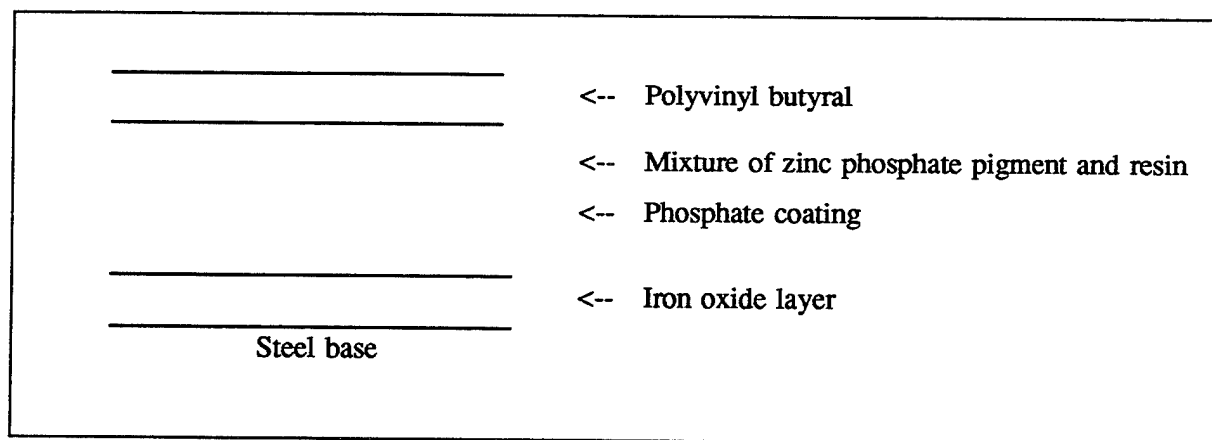 <-- Polyvinyl butyral
<-- Mixture of zinc phosphate pigment and resin
<-- Phosphate coating
<-- Iron oxide layer
Steel base